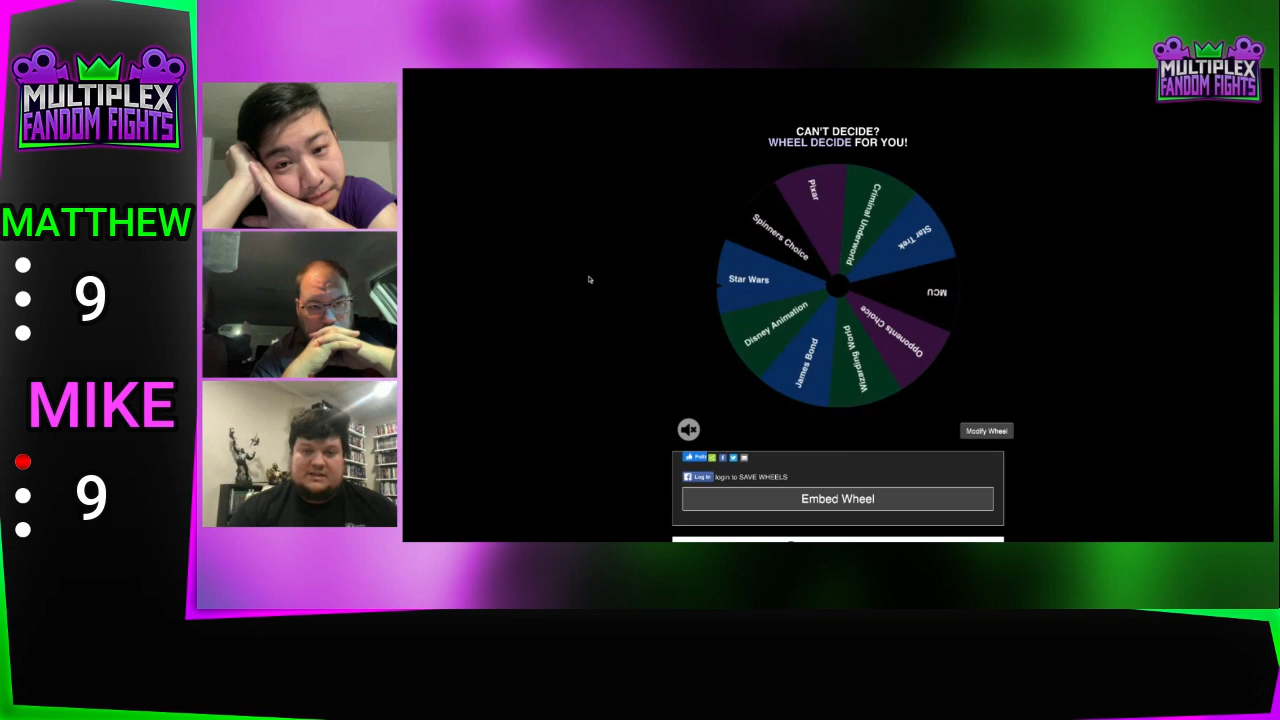 MULTIPLEX
FANDOM FIGHTS
MATTHEW
9
MIKE
9
MULTIPLEX
FANDOM FIGHTS
CAN'T DECIDE?
WHEEL DECIDE FOR YOU!
Pixar
Criminal Underworld
Star Trek
MCU
Opponents Choice
Wizarding World
James Bond
Disney Animation
Star Wars
Spinners Choice
Modify Wheel
Log In login to SAVE WHEELS
Embed Wheel